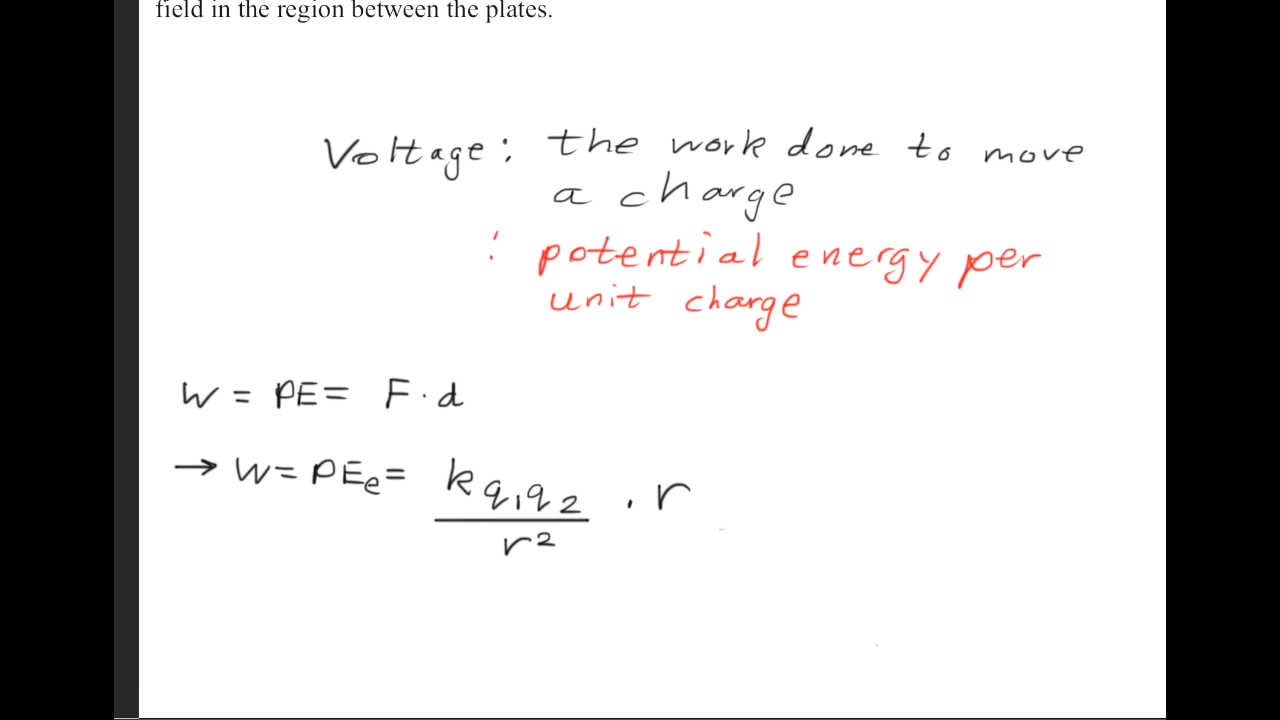 field in the region between the plates.
Voltage: the work done to move
a charge
: potential energy per
unit charge
W = PE = F · d
→ W = PEe = kq1q2 / r² · r